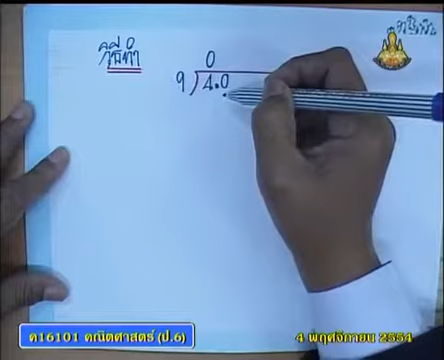 วิธีทำ
0
9 ) 4.0
ค16101 คณิตศาสตร์ (ป.6)
4 พฤศจิกายน 2554